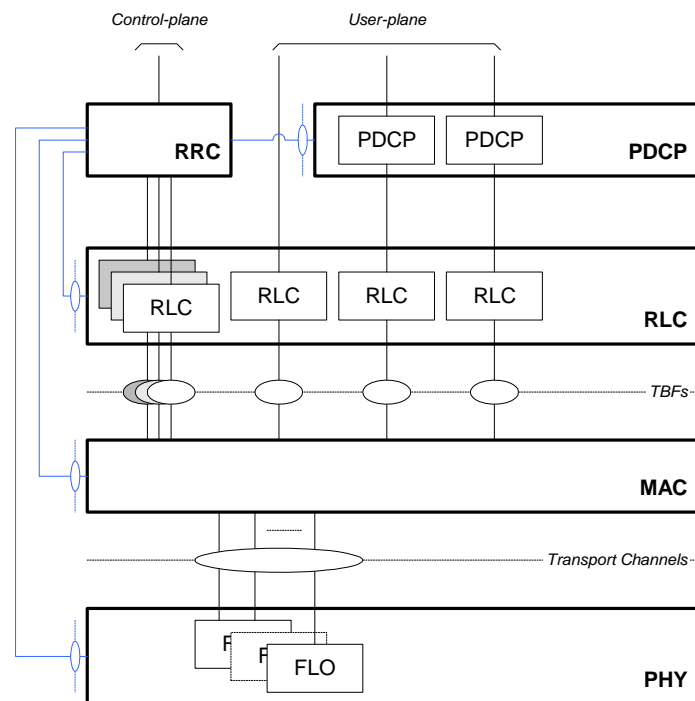 Control-plane
User-plane
RRC
PDCP
PDCP
PDCP
RLC
RLC
RLC
RLC
RLC
TBFs
MAC
Transport Channels
F
F
FLO
PHY